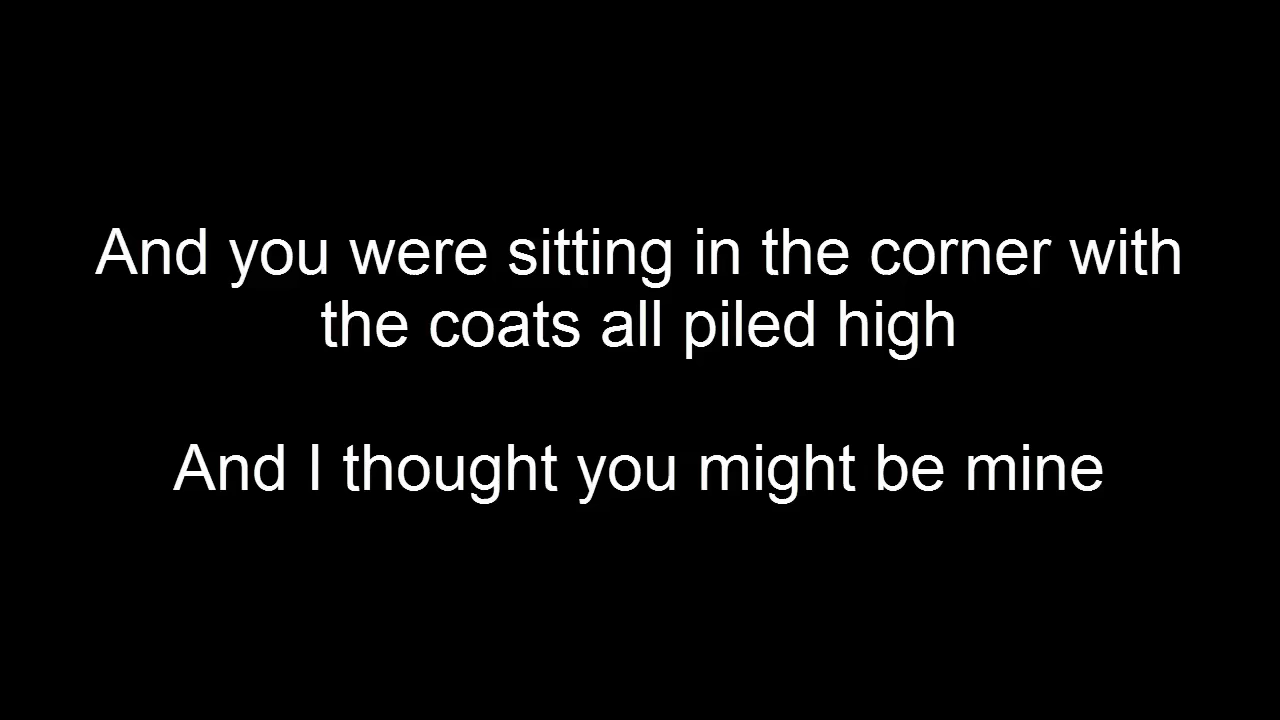 And you were sitting in the corner with
the coats all piled high
And I thought you might be mine